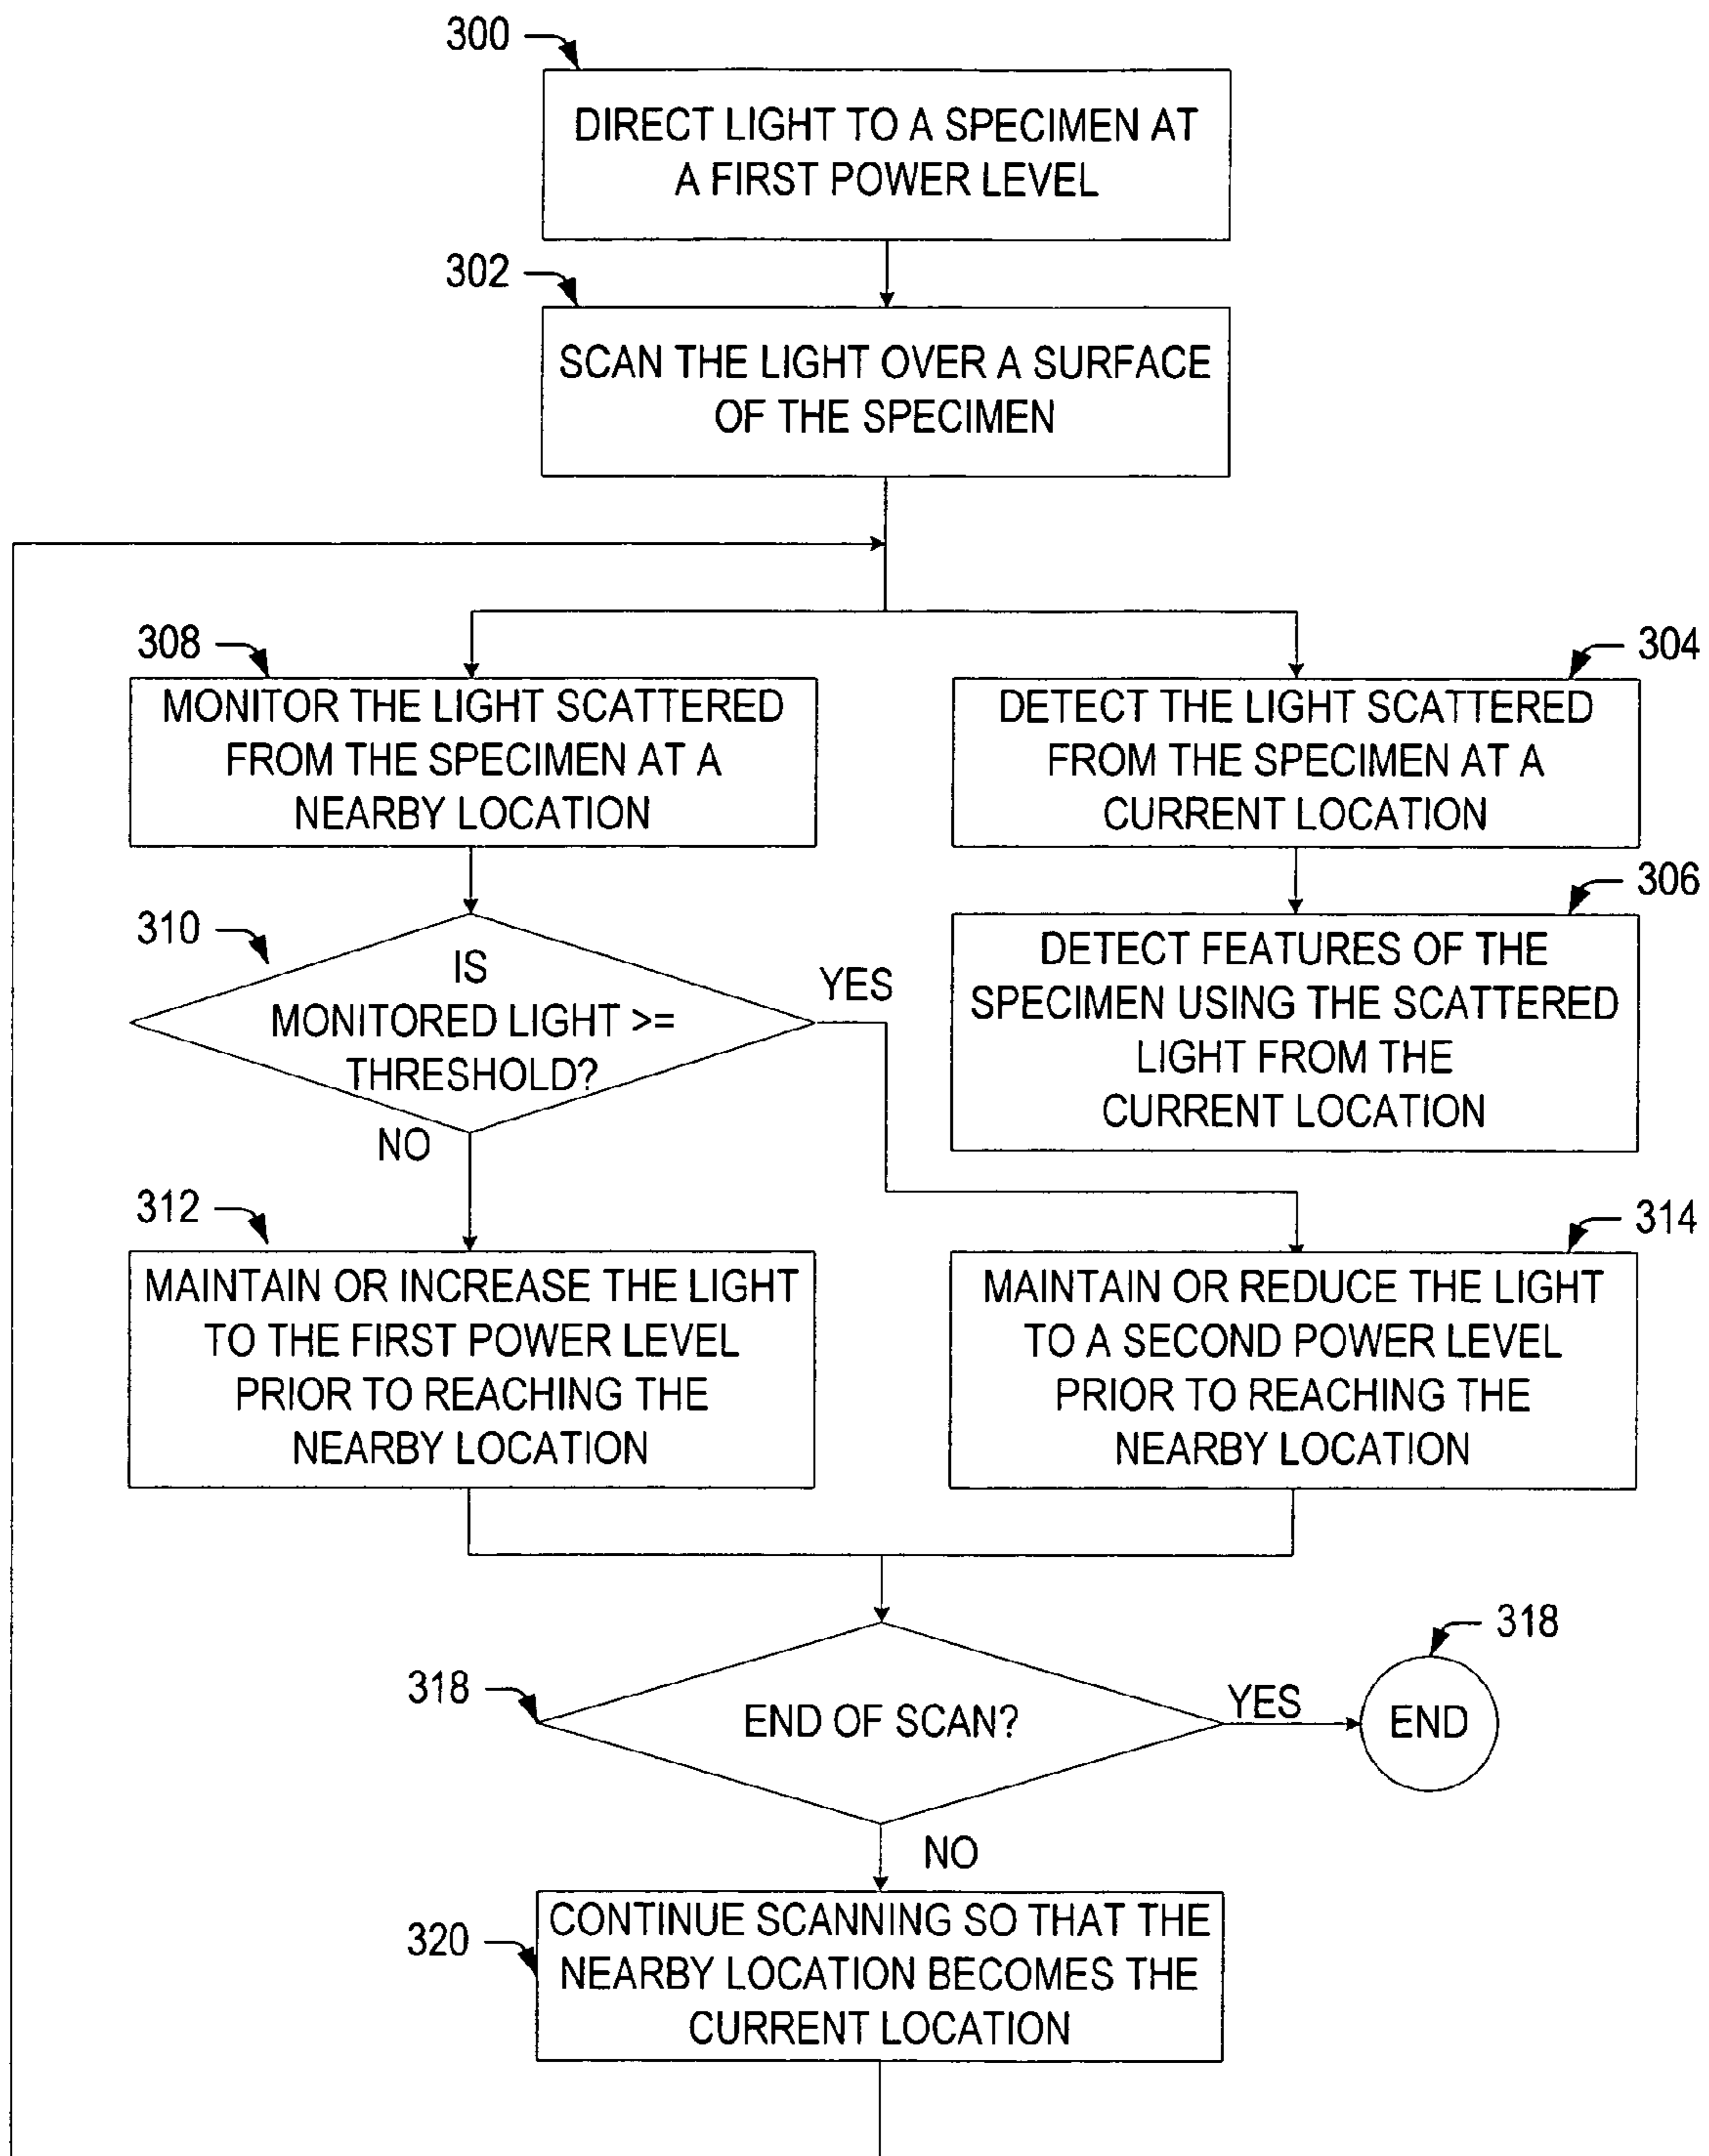 300
DIRECT LIGHT TO A SPECIMEN AT
A FIRST POWER LEVEL
302
SCAN THE LIGHT OVER A SURFACE
OF THE SPECIMEN
308
MONITOR THE LIGHT SCATTERED
FROM THE SPECIMEN AT A
NEARBY LOCATION
304
DETECT THE LIGHT SCATTERED
FROM THE SPECIMEN AT A
CURRENT LOCATION
310
IS
MONITORED LIGHT >=
THRESHOLD?
YES
NO
306
DETECT FEATURES OF THE
SPECIMEN USING THE SCATTERED
LIGHT FROM THE
CURRENT LOCATION
312
MAINTAIN OR INCREASE THE LIGHT
TO THE FIRST POWER LEVEL
PRIOR TO REACHING THE
NEARBY LOCATION
314
MAINTAIN OR REDUCE THE LIGHT
TO A SECOND POWER LEVEL
PRIOR TO REACHING THE
NEARBY LOCATION
318
END OF SCAN?
YES
318
END
NO
320
CONTINUE SCANNING SO THAT THE
NEARBY LOCATION BECOMES THE
CURRENT LOCATION